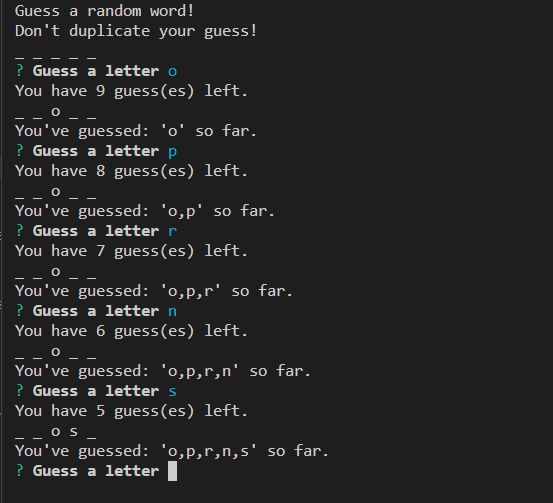 Guess a random word!
Don't duplicate your guess!
_ _ _ _ _
? Guess a letter o
You have 9 guess(es) left.
_ _ o _ _
You've guessed: 'o' so far.
? Guess a letter p
You have 8 guess(es) left.
_ _ o _ _
You've guessed: 'o,p' so far.
? Guess a letter r
You have 7 guess(es) left.
_ _ o _ _
You've guessed: 'o,p,r' so far.
? Guess a letter n
You have 6 guess(es) left.
_ _ o _ _
You've guessed: 'o,p,r,n' so far.
? Guess a letter s
You have 5 guess(es) left.
_ _ o s _
You've guessed: 'o,p,r,n,s' so far.
? Guess a letter